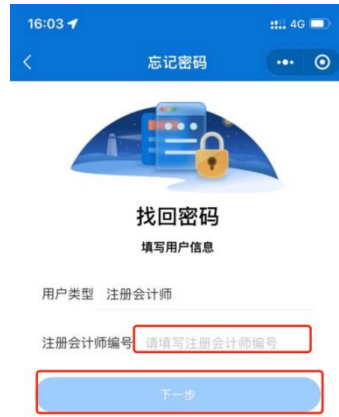 16:03 4G
忘记密码
找回密码
填写用户信息
用户类型 注册会计师
注册会计师编号 请填写注册会计师编号
下一步